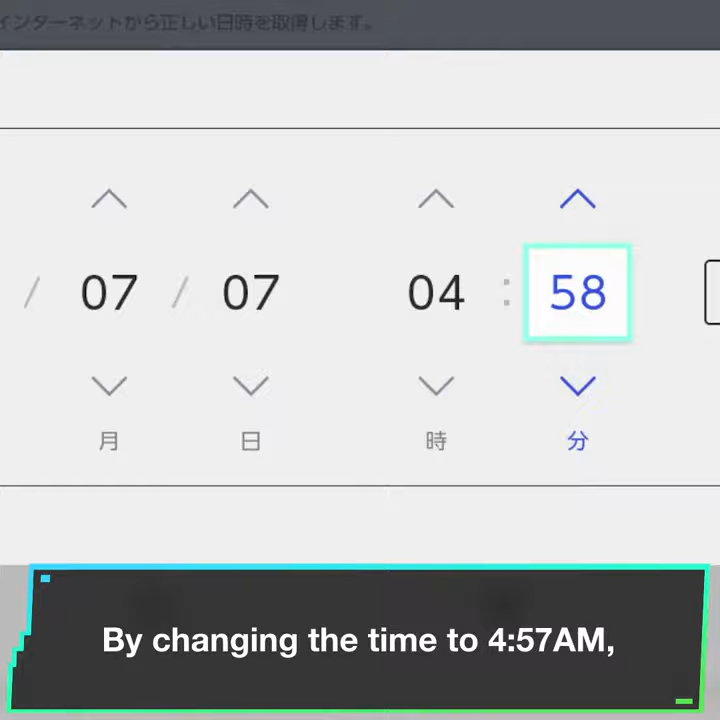 インターネットから正しい日時を取得します。
/ 07 / 07 04 : 58
月 日 時 分
By changing the time to 4:57AM,